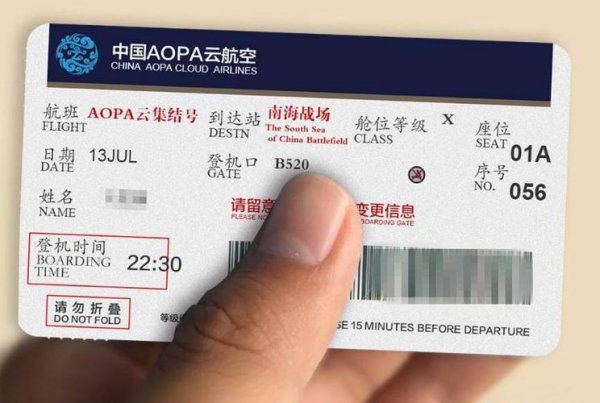 中国AOPA云航空
CHINA AOPA CLOUD AIRLINES
航班 AOPA云集结号
FLIGHT
到达站 南海战场
DESTN The South Sea
of China Battlefield
舱位等级 X
CLASS
座位
SEAT 01A
日期 13JUL
DATE
登机口 B520
GATE
序号
NO. 056
姓名
NAME
请留意
PLEASE
变更信息
BOARDING GATE
登机时间
BOARDING
TIME 22:30
请勿折叠
DO NOT FOLD
15 MINUTES BEFORE DEPARTURE